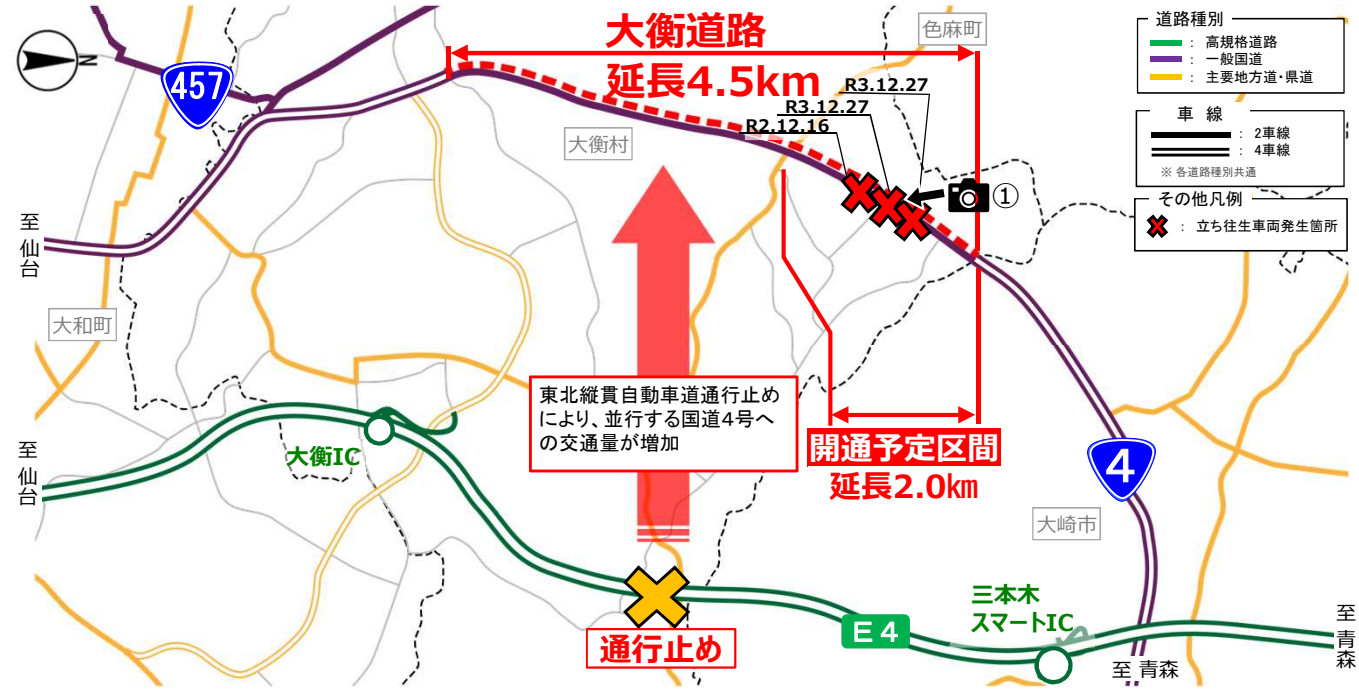 大衡道路
延長4.5km
色麻町
N
457
R3.12.27
R3.12.27
R2.12.16
大衡村
①
道路種別
： 高規格道路
： 一般国道
： 主要地方道・県道
車 線
： 2車線
： 4車線
※ 各道路種別共通
その他凡例
： 立ち往生車両発生箇所
至
仙
台
大和町
東北縦貫自動車道通行止め
により、並行する国道4号へ
の交通量が増加
開通予定区間
延長2.0㎞
4
大崎市
至
仙
台
大衡IC
通行止め
E4
三本木
スマートIC
至 青森
至
青
森